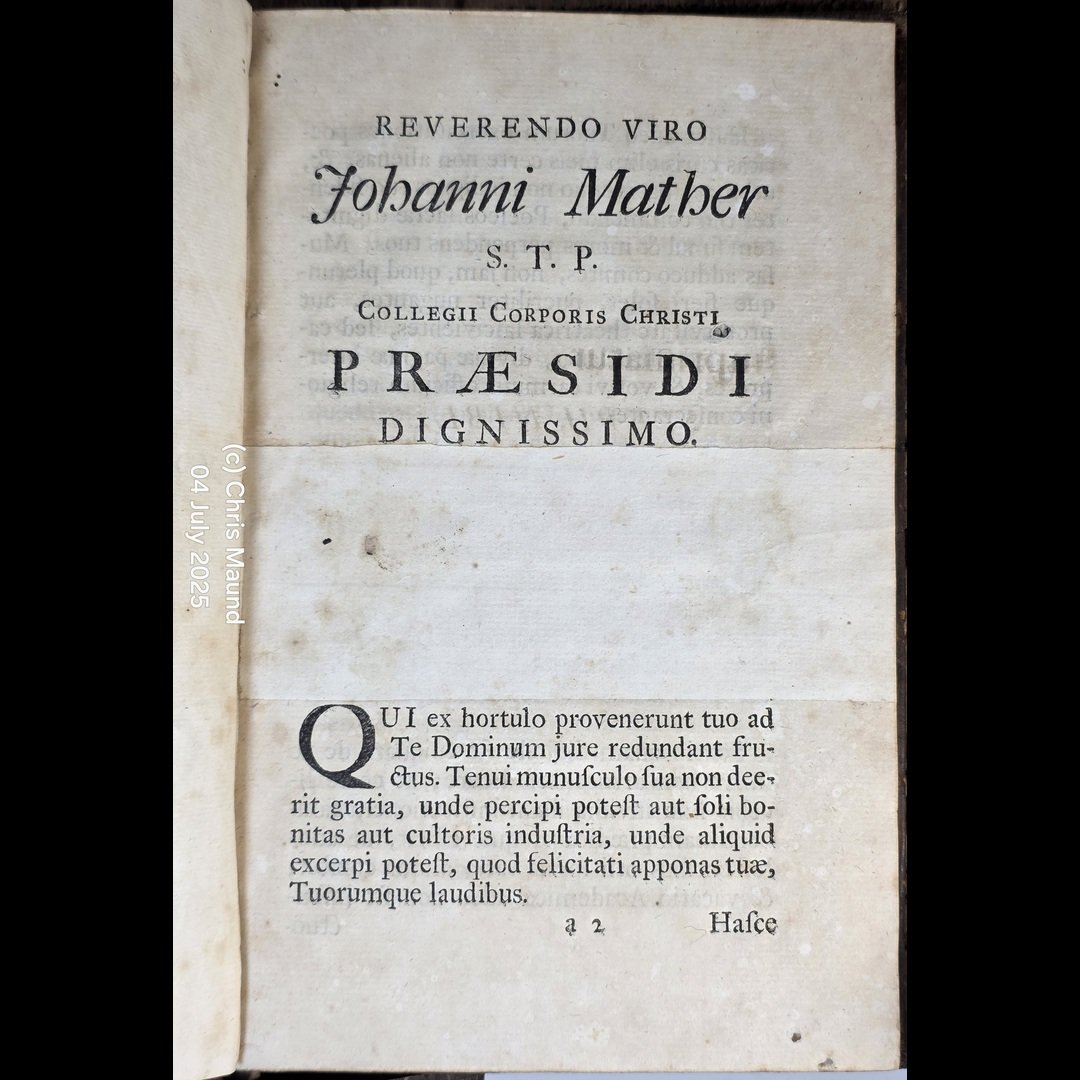 REVERENDO VIRO
Johanni Mather
S. T. P.
COLLEGII CORPORIS CHRISTI
PRÆSIDI
DIGNISSIMO.
QUI ex hortulo provenerunt tuo ad
Te Dominum jure redundant fru-
ctus. Tenui munuſculo ſua non dee-
rit gratia, unde percipi poteſt aut ſoli bo-
nitas aut cultoris induſtria, unde aliquid
excerpi poteſt, quod felicitati apponas tuæ,
Tuorumque laudibus.
a 2 Haſce
(c) Chris Maund
04 July 2025